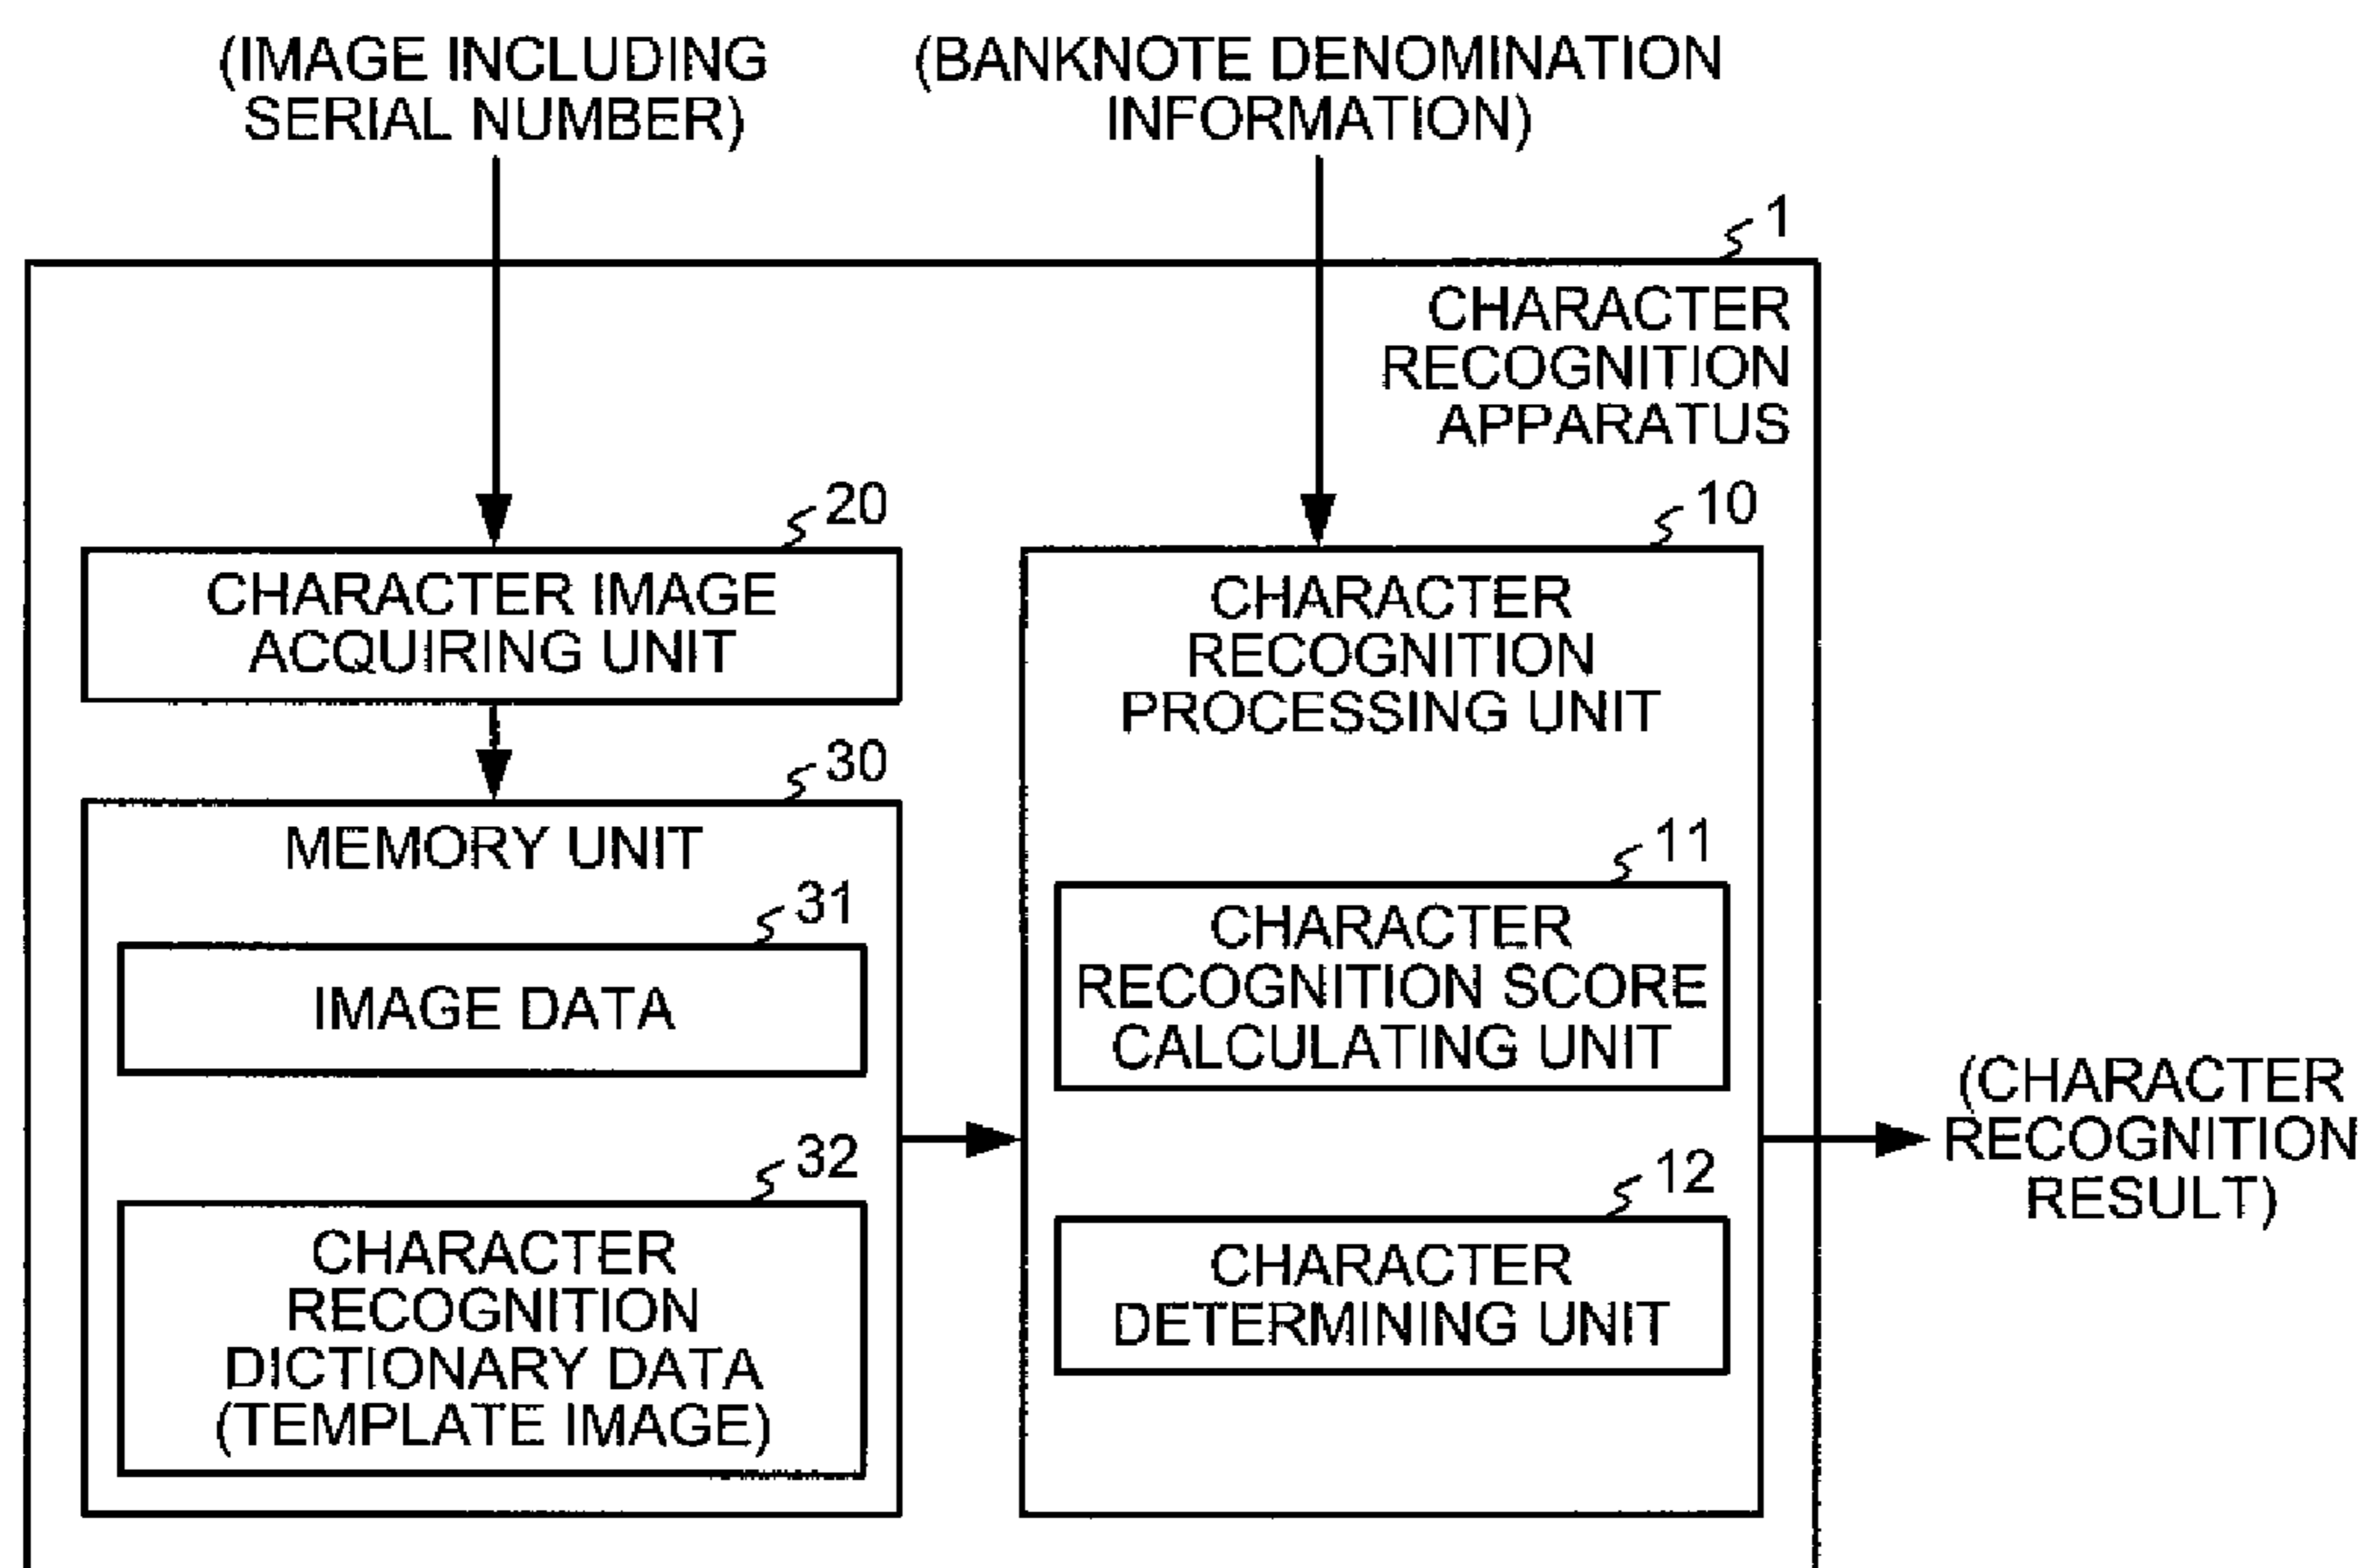 (IMAGE INCLUDING
SERIAL NUMBER)
(BANKNOTE DENOMINATION
INFORMATION)
1
CHARACTER
RECOGNITION
APPARATUS
20
CHARACTER IMAGE
ACQUIRING UNIT
30
MEMORY UNIT
31
IMAGE DATA
32
CHARACTER
RECOGNITION
DICTIONARY DATA
(TEMPLATE IMAGE)
10
CHARACTER
RECOGNITION
PROCESSING UNIT
11
CHARACTER
RECOGNITION SCORE
CALCULATING UNIT
12
CHARACTER
DETERMINING UNIT
(CHARACTER
RECOGNITION
RESULT)